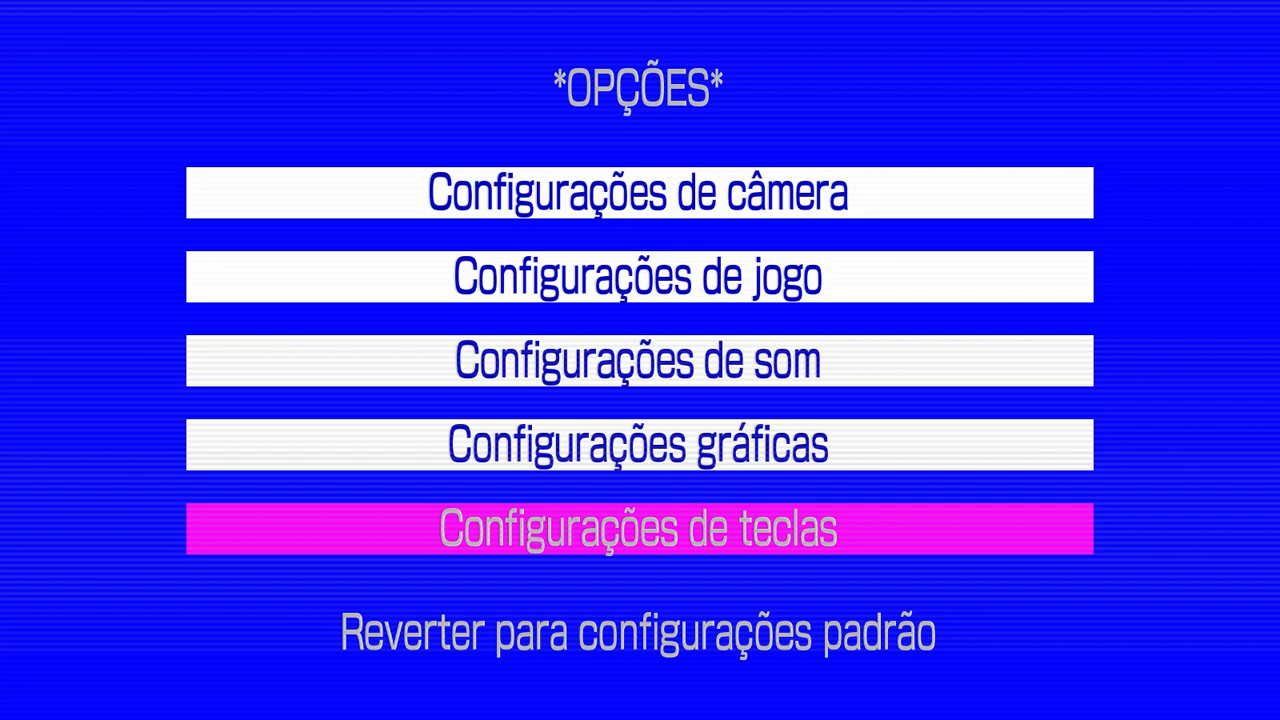 *OPÇÕES*
Configurações de câmera
Configurações de jogo
Configurações de som
Configurações gráficas
Configurações de teclas
Reverter para configurações padrão